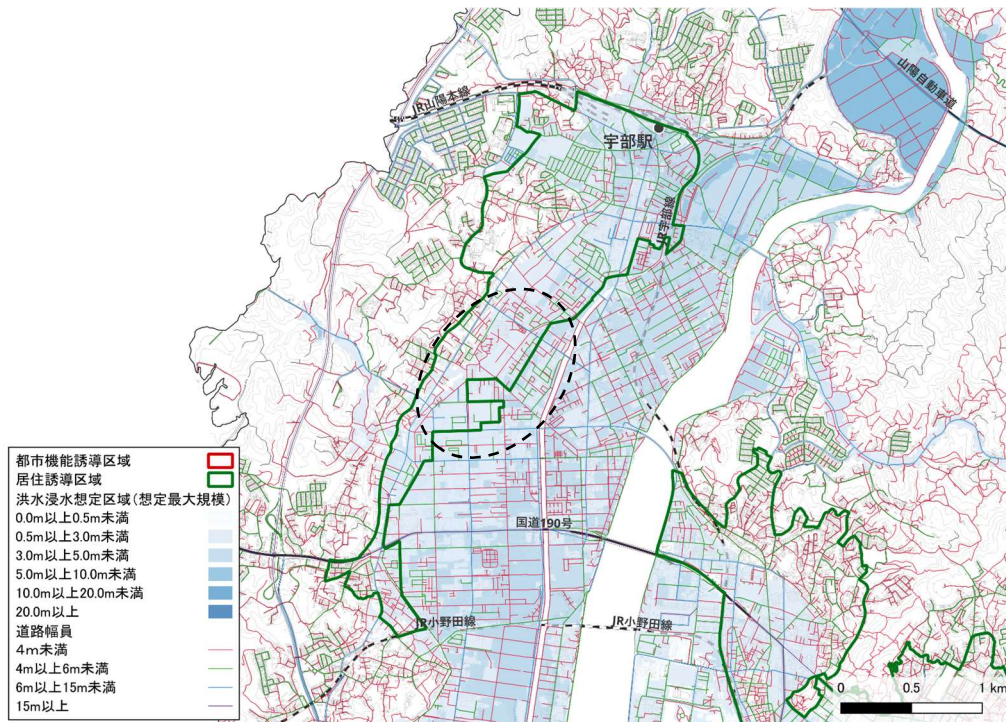 山陽自動車道
JR山陽本線
宇部駅
JR宇部線
国道190号
JR小野田線
JR小野田線
都市機能誘導区域
居住誘導区域
洪水浸水想定区域(想定最大規模)
0.0m以上0.5m未満
0.5m以上3.0m未満
3.0m以上5.0m未満
5.0m以上10.0m未満
10.0m以上20.0m未満
20.0m以上
道路幅員
4m未満
4m以上6m未満
6m以上15m未満
15m以上
0 0.5 1 km